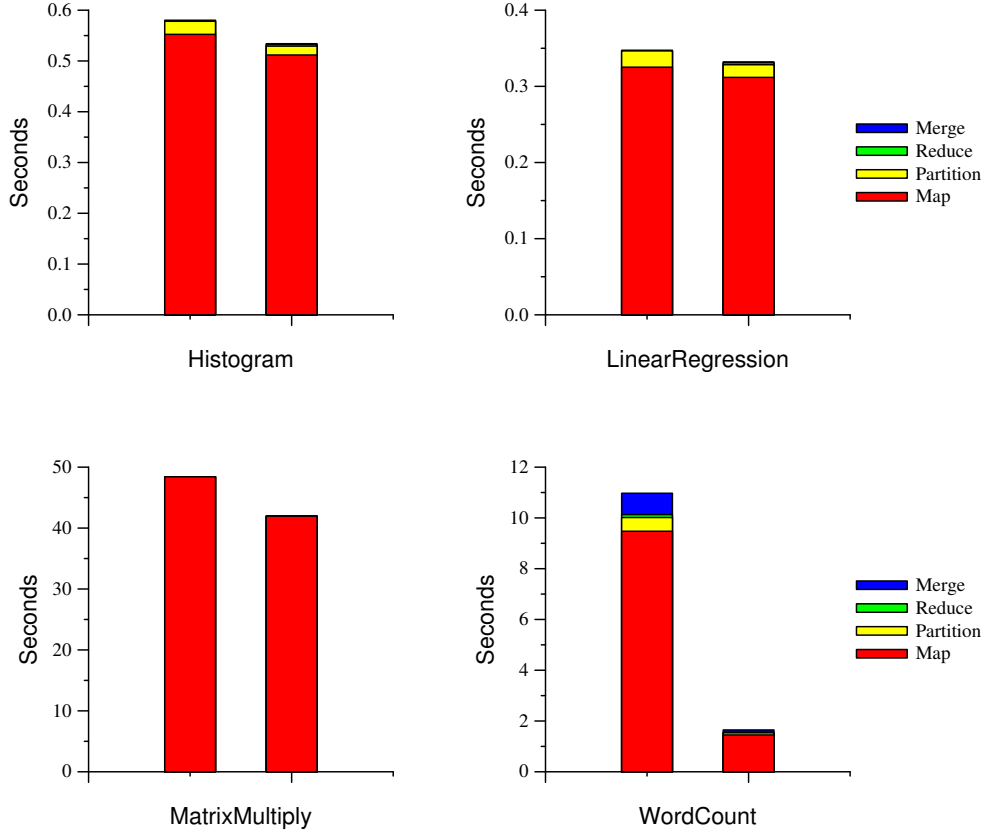 0.6
0.5
0.4
0.3
0.2
0.1
0.0
Seconds
Histogram
0.4
0.3
0.2
0.1
0.0
Seconds
LinearRegression
Merge
Reduce
Partition
Map
50
40
30
20
10
0
Seconds
MatrixMultiply
12
10
8
6
4
2
0
Seconds
WordCount
Merge
Reduce
Partition
Map